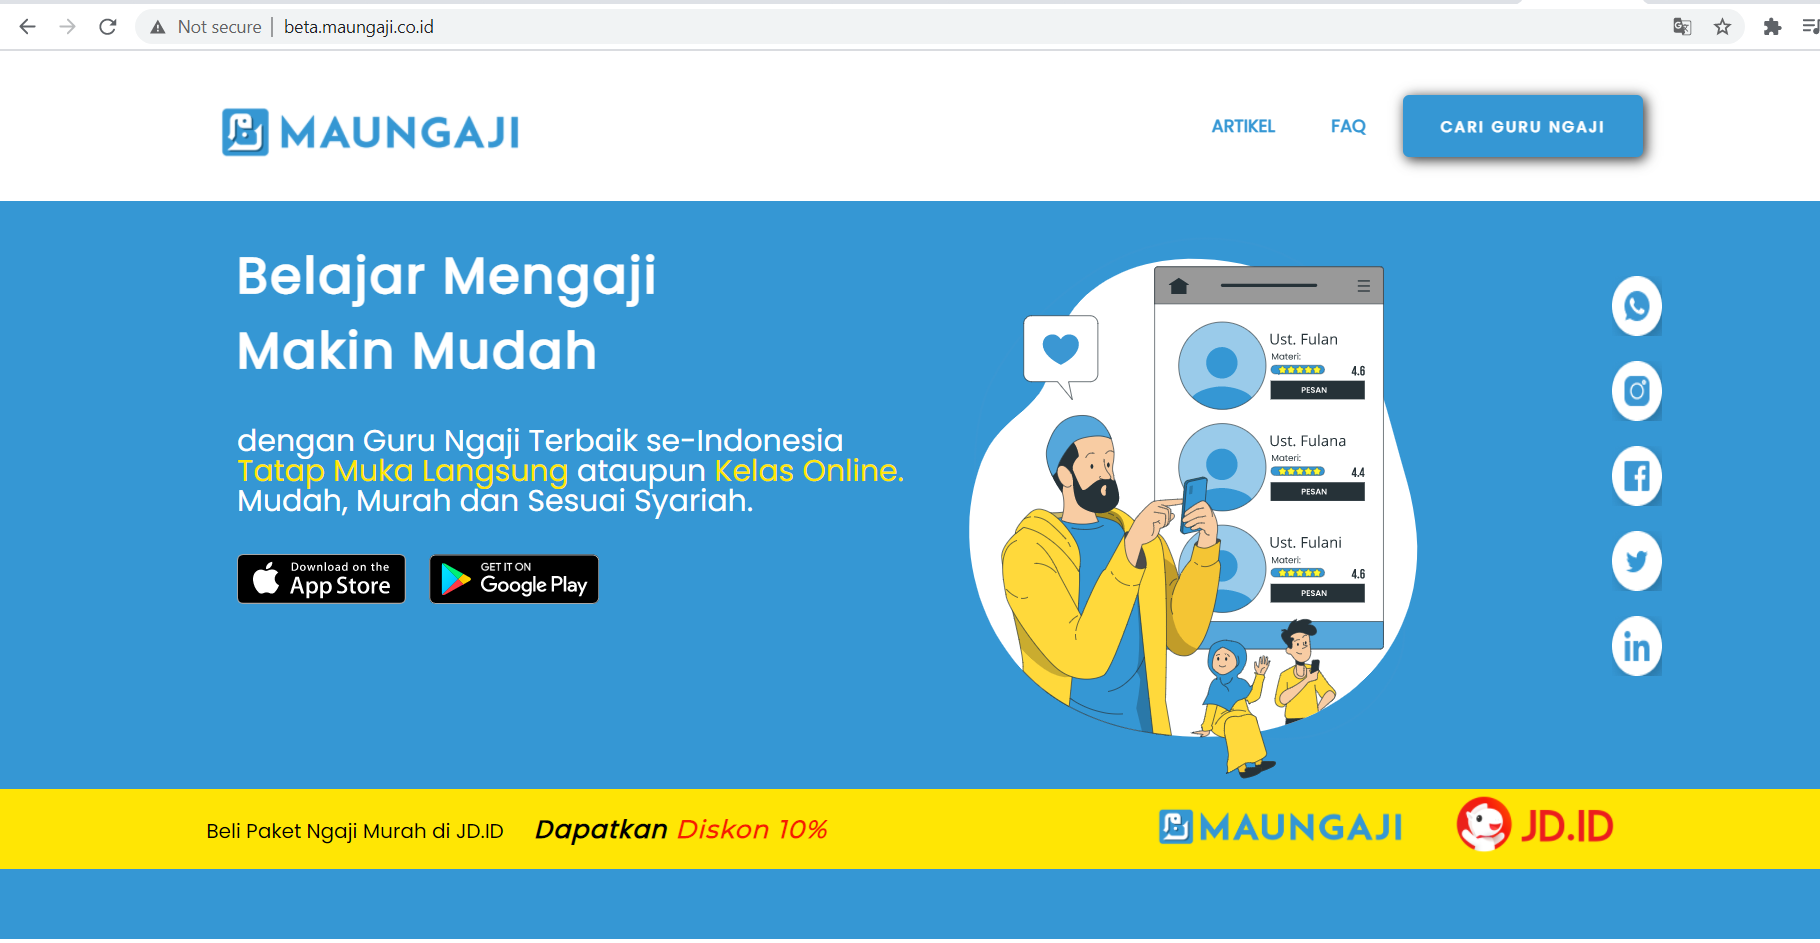 Not secure | beta.maungaji.co.id
MAUNGAJI
ARTIKEL
FAQ
CARI GURU NGAJI
Belajar Mengaji
Makin Mudah
dengan Guru Ngaji Terbaik se-Indonesia
Tatap Muka Langsung ataupun Kelas Online.
Mudah, Murah dan Sesuai Syariah.
Download on the
App Store
GET IT ON
Google Play
Ust. Fulan
Materi:
4.6
PESAN
Ust. Fulana
Materi:
4.4
PESAN
Ust. Fulani
Materi:
4.6
PESAN
Beli Paket Ngaji Murah di JD.ID
Dapatkan Diskon 10%
MAUNGAJI
JD.ID